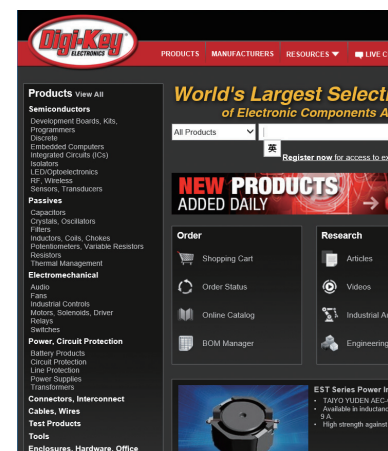 Digi-Key
ELECTRONICS
PRODUCTS MANUFACTURERS RESOURCES LIVE C
Products View All
Semiconductors
Development Boards, Kits,
Programmers
Discrete
Embedded Computers
Integrated Circuits (ICs)
Isolators
LED/Optoelectronics
RF, Wireless
Sensors, Transducers
Passives
Capacitors
Crystals, Oscillators
Filters
Inductors, Coils, Chokes
Potentiometers, Variable Resistors
Resistors
Thermal Management
Electromechanical
Audio
Fans
Industrial Controls
Motors, Solenoids, Driver
Relays
Switches
Power, Circuit Protection
Battery Products
Circuit Protection
Line Protection
Power Supplies
Transformers
Connectors, Interconnect
Cables, Wires
Test Products
Tools
Enclosures, Hardware, Office
World's Largest Selecti
of Electronic Components A
All Products
英
Register now for access to ex
NEW PRODUCTS
ADDED DAILY
Order
Shopping Cart
Order Status
Online Catalog
BOM Manager
Research
Articles
Videos
Industrial A
Engineering
EST Series Power In
TAIYO YUDEN AEC-
Available in inductanc
9 A.
High strength against